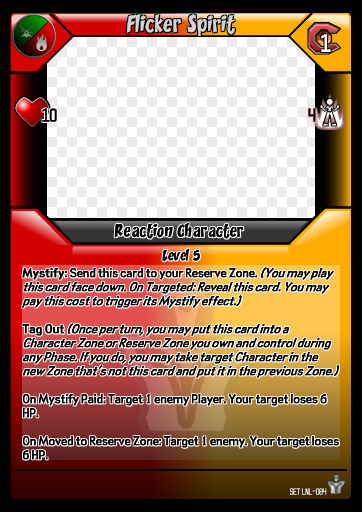 Flicker Spirit
1
10
4
Reaction Character
Level 5
Mystify: Send this card to your Reserve Zone. (You may play
this card face down. On Targeted: Reveal this card. You may
pay this cost to trigger its Mystify effect.)
Tag Out (Once per turn, you may put this card into a
Character Zone or Reserve Zone you own and control during
any Phase. If you do, you may take target Character in the
new Zone that's not this card and put it in the previous Zone.)
On Mystify Paid: Target 1 enemy Player. Your target loses 6
HP.
On Moved to Reserve Zone: Target 1 enemy. Your target loses
6 HP.
SET LNL-084